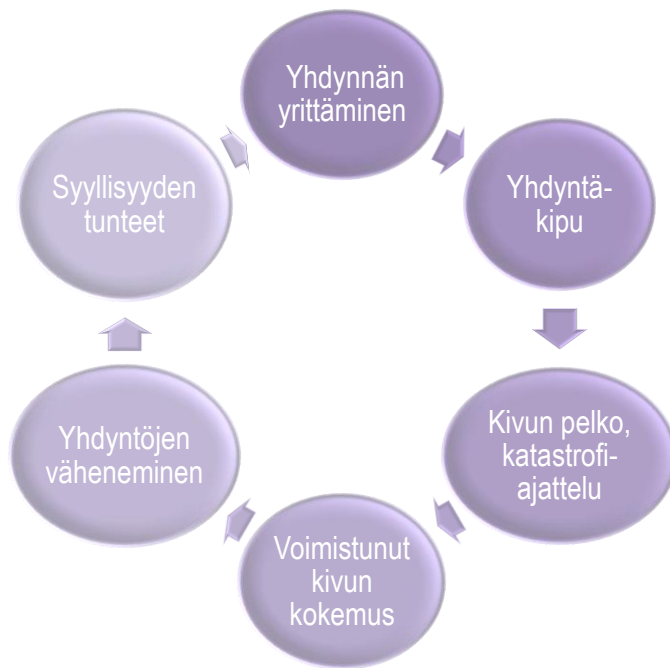 Yhdynnän
yrittäminen
Yhdyntä-
kipu
Kivun pelko,
katastrofi-
ajattelu
Voimistunut
kivun
kokemus
Yhdyntöjen
väheneminen
Syyllisyyden
tunteet